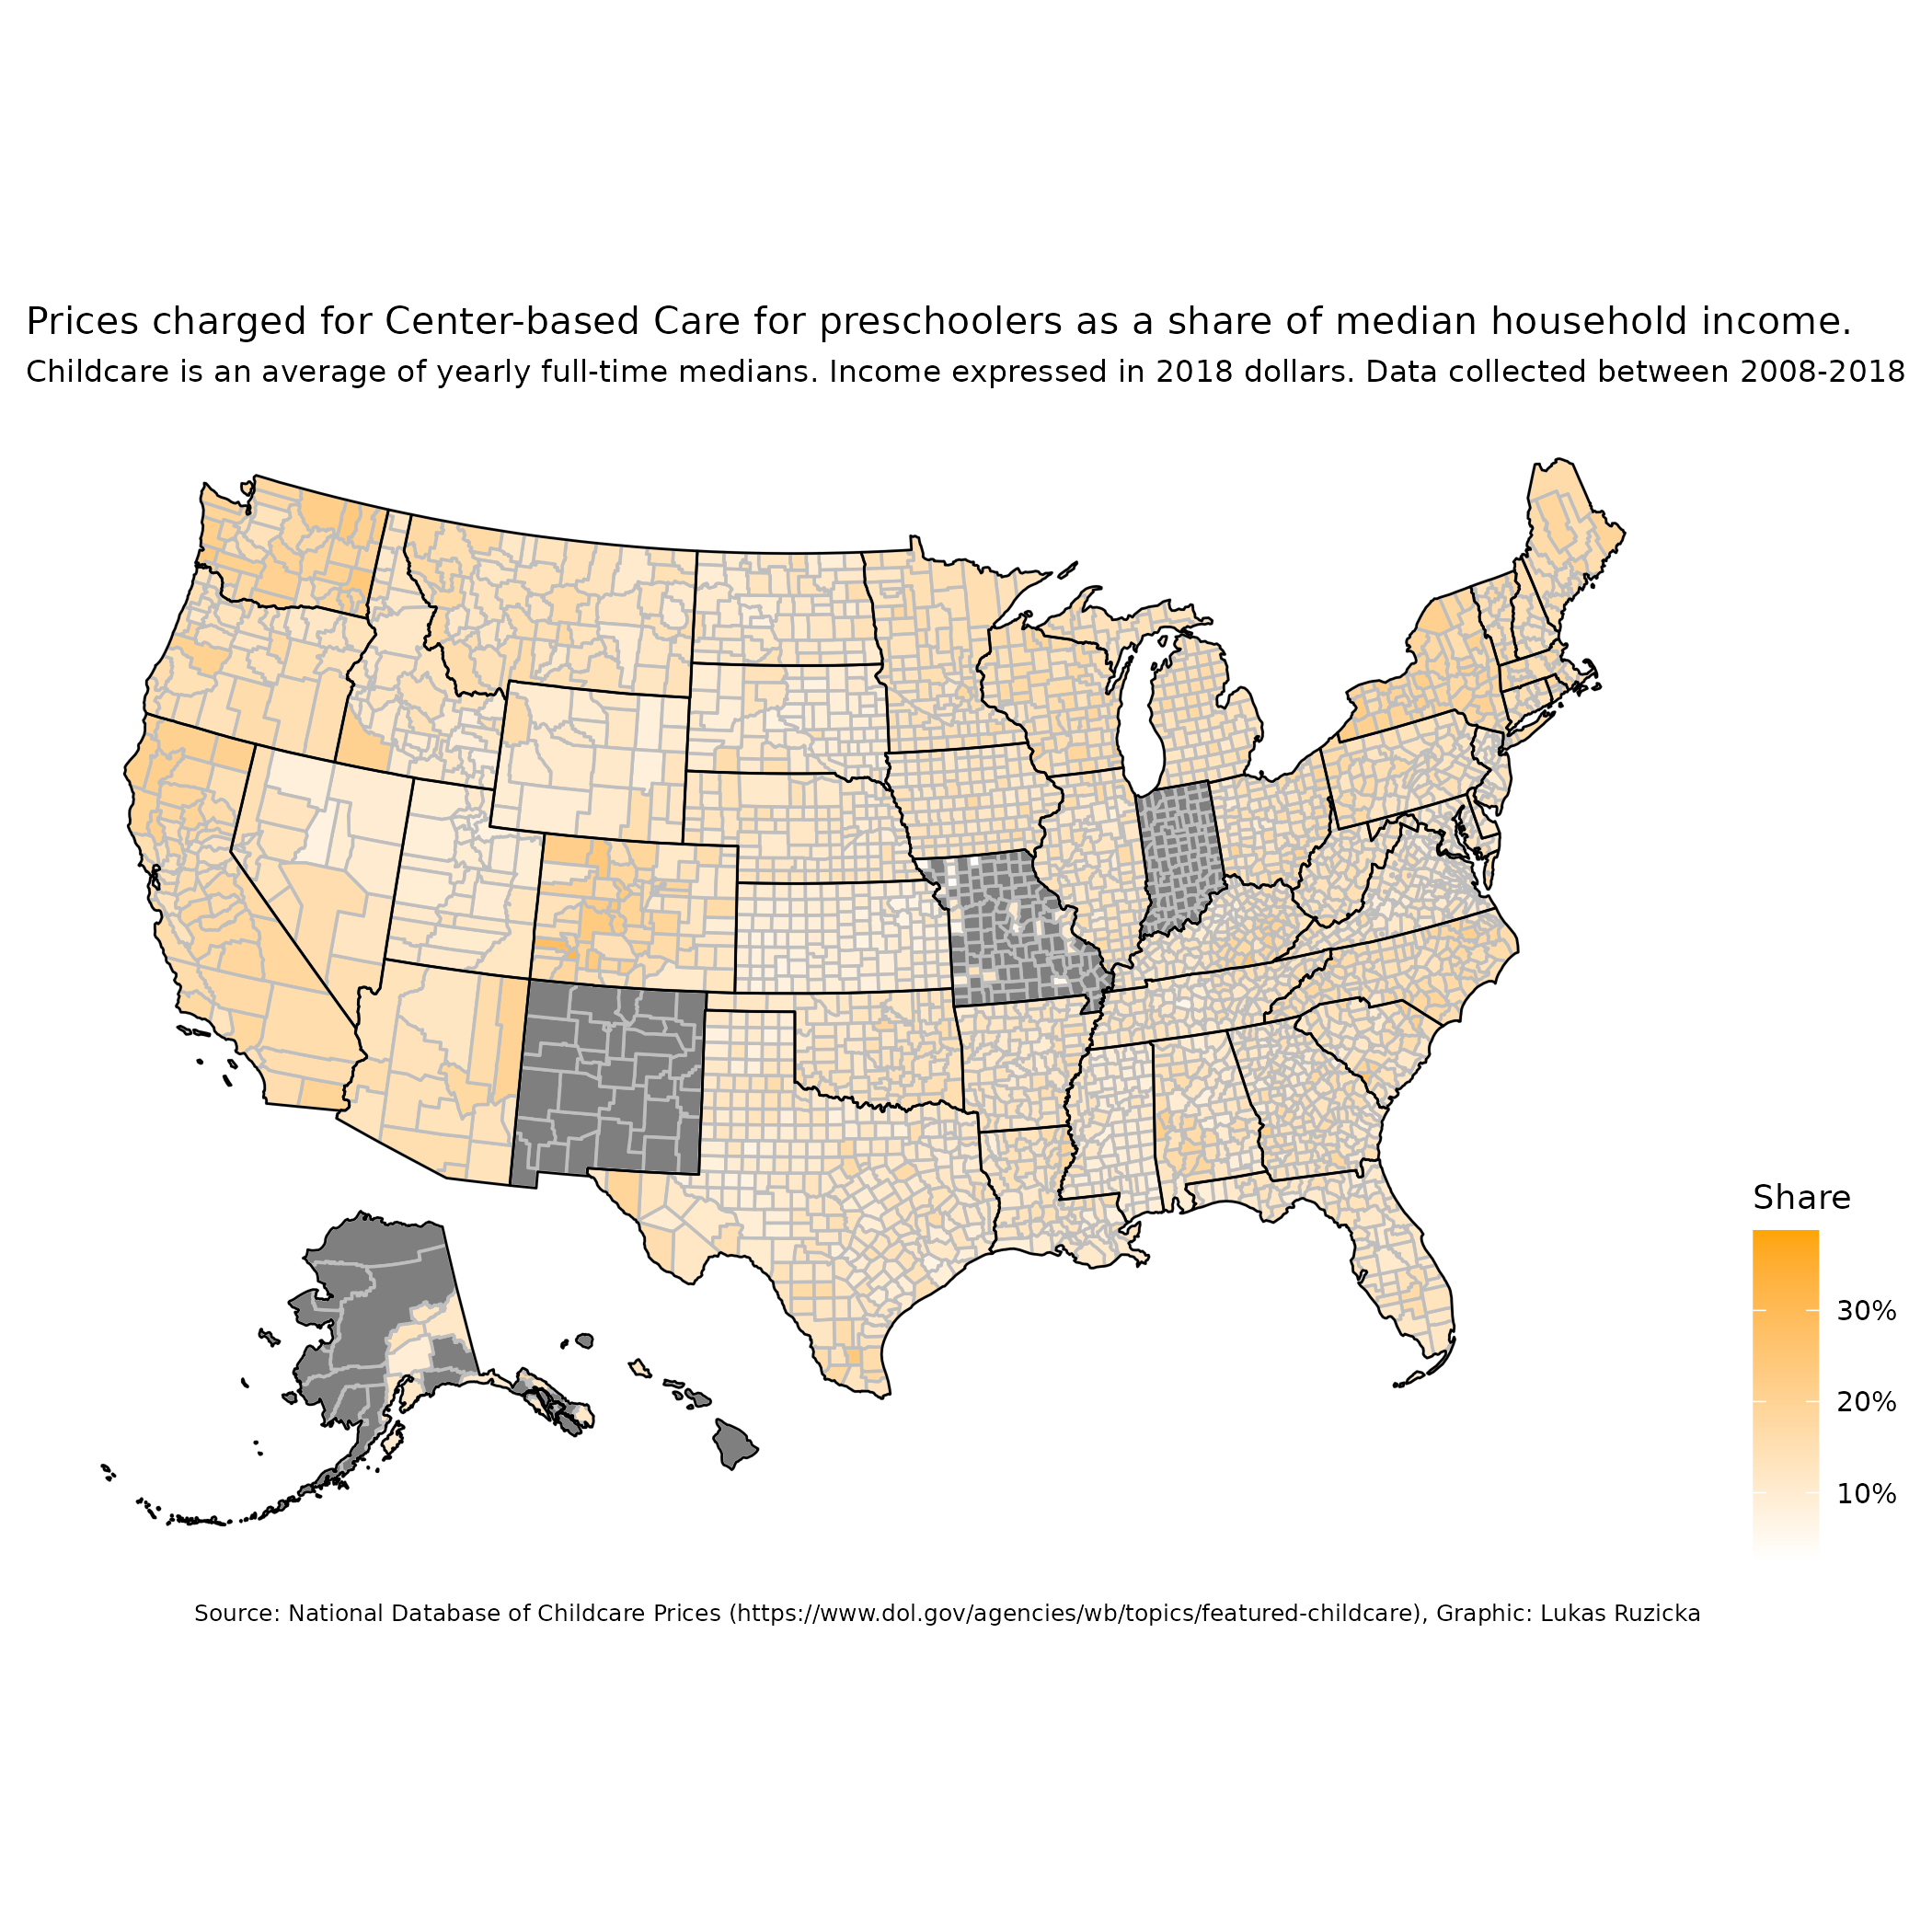 Prices charged for Center-based Care for preschoolers as a share of median household income.
Childcare is an average of yearly full-time medians. Income expressed in 2018 dollars. Data collected between 2008-2018
Share
30%
20%
10%
Source: National Database of Childcare Prices (https://www.dol.gov/agencies/wb/topics/featured-childcare), Graphic: Lukas Ruzicka